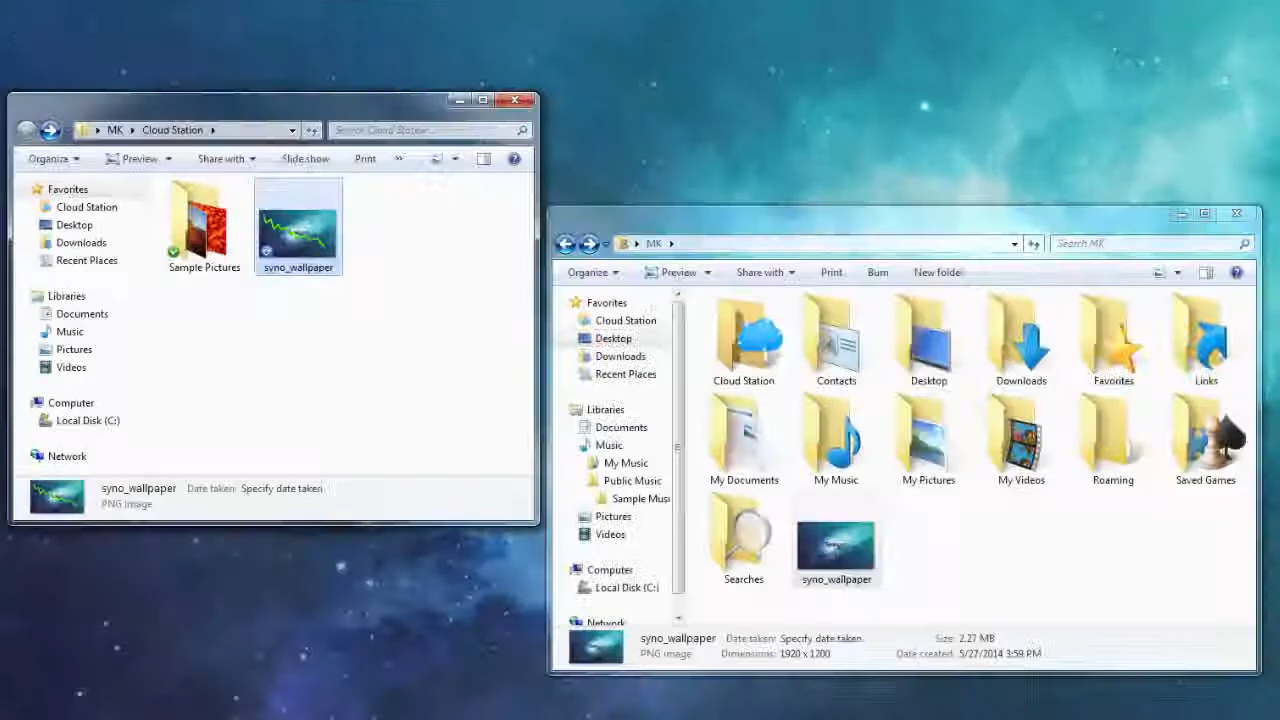 MK
Cloud Station
Search Cloud Station
Organize
Preview
Share with
Slide show
Print
»
Favorites
Cloud Station
Desktop
Downloads
Recent Places
Libraries
Documents
Music
Pictures
Videos
Computer
Local Disk (C:)
Network
Sample Pictures
syno_wallpaper
syno_wallpaper Date taken: Specify date taken
PNG image
MK
Search MK
Organize
Preview
Share with
Print
Burn
New folde
Favorites
Cloud Station
Desktop
Downloads
Recent Places
Libraries
Documents
Music
My Music
Public Music
Sample Musi
Pictures
Videos
Computer
Local Disk (C:)
Network
Cloud Station
Contacts
Desktop
Downloads
Favorites
Links
My Documents
My Music
My Pictures
My Videos
Roaming
Saved Games
Searches
syno_wallpaper
syno_wallpaper Date taken: Specify date taken Size: 2.27 MB
PNG image Dimensions: 1920 x 1200 Date created: 5/27/2014 3:59 PM